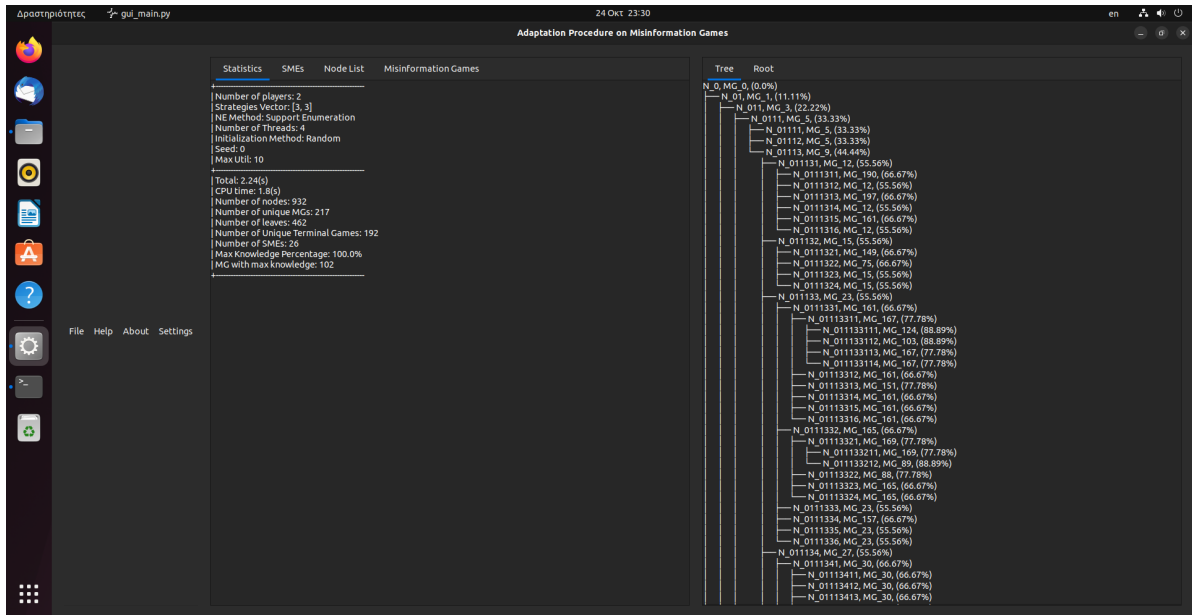 Δραστηριότητες gui_main.py 24 Οκτ 23:30 en
Adaptation Procedure on Misinformation Games
File Help About Settings
Statistics SMEs Node List Misinformation Games
Number of players: 2
Strategies Vector: [3, 3]
NE Method: Support Enumeration
Number of Threads: 4
Initialization Method: Random
Seed: 0
Max Util: 10
Total: 2.24(s)
CPU time: 1.8(s)
Number of nodes: 932
Number of unique MGs: 217
Number of leaves: 462
Number of Unique Terminal Games: 192
Number of SMEs: 26
Max Knowledge Percentage: 100.0%
MG with max knowledge: 102
Tree Root
N_0, MG_0, (0.0%)
N_01, MG_1, (11.11%)
N_011, MG_3, (22.22%)
N_0111, MG_5, (33.33%)
N_01111, MG_5, (33.33%)
N_01112, MG_5, (33.33%)
N_01113, MG_9, (44.44%)
N_011131, MG_12, (55.56%)
N_0111311, MG_190, (66.67%)
N_0111312, MG_12, (55.56%)
N_0111313, MG_197, (66.67%)
N_0111314, MG_12, (55.56%)
N_0111315, MG_161, (66.67%)
N_0111316, MG_12, (55.56%)
N_011132, MG_15, (55.56%)
N_0111321, MG_149, (66.67%)
N_0111322, MG_75, (66.67%)
N_0111323, MG_15, (55.56%)
N_0111324, MG_15, (55.56%)
N_011133, MG_23, (55.56%)
N_0111331, MG_161, (66.67%)
N_01113311, MG_167, (77.78%)
N_011133111, MG_124, (88.89%)
N_011133112, MG_103, (88.89%)
N_011133113, MG_167, (77.78%)
N_011133114, MG_167, (77.78%)
N_01113312, MG_161, (66.67%)
N_01113313, MG_151, (77.78%)
N_01113314, MG_161, (66.67%)
N_01113315, MG_161, (66.67%)
N_01113316, MG_161, (66.67%)
N_0111332, MG_165, (66.67%)
N_01113321, MG_169, (77.78%)
N_011133211, MG_169, (77.78%)
N_011133212, MG_89, (88.89%)
N_01113322, MG_88, (77.78%)
N_01113323, MG_165, (66.67%)
N_01113324, MG_165, (66.67%)
N_0111333, MG_23, (55.56%)
N_0111334, MG_157, (66.67%)
N_0111335, MG_23, (55.56%)
N_0111336, MG_23, (55.56%)
N_011134, MG_27, (55.56%)
N_0111341, MG_30, (66.67%)
N_01113411, MG_30, (66.67%)
N_01113412, MG_30, (66.67%)
N_01113413, MG_30, (66.67%)